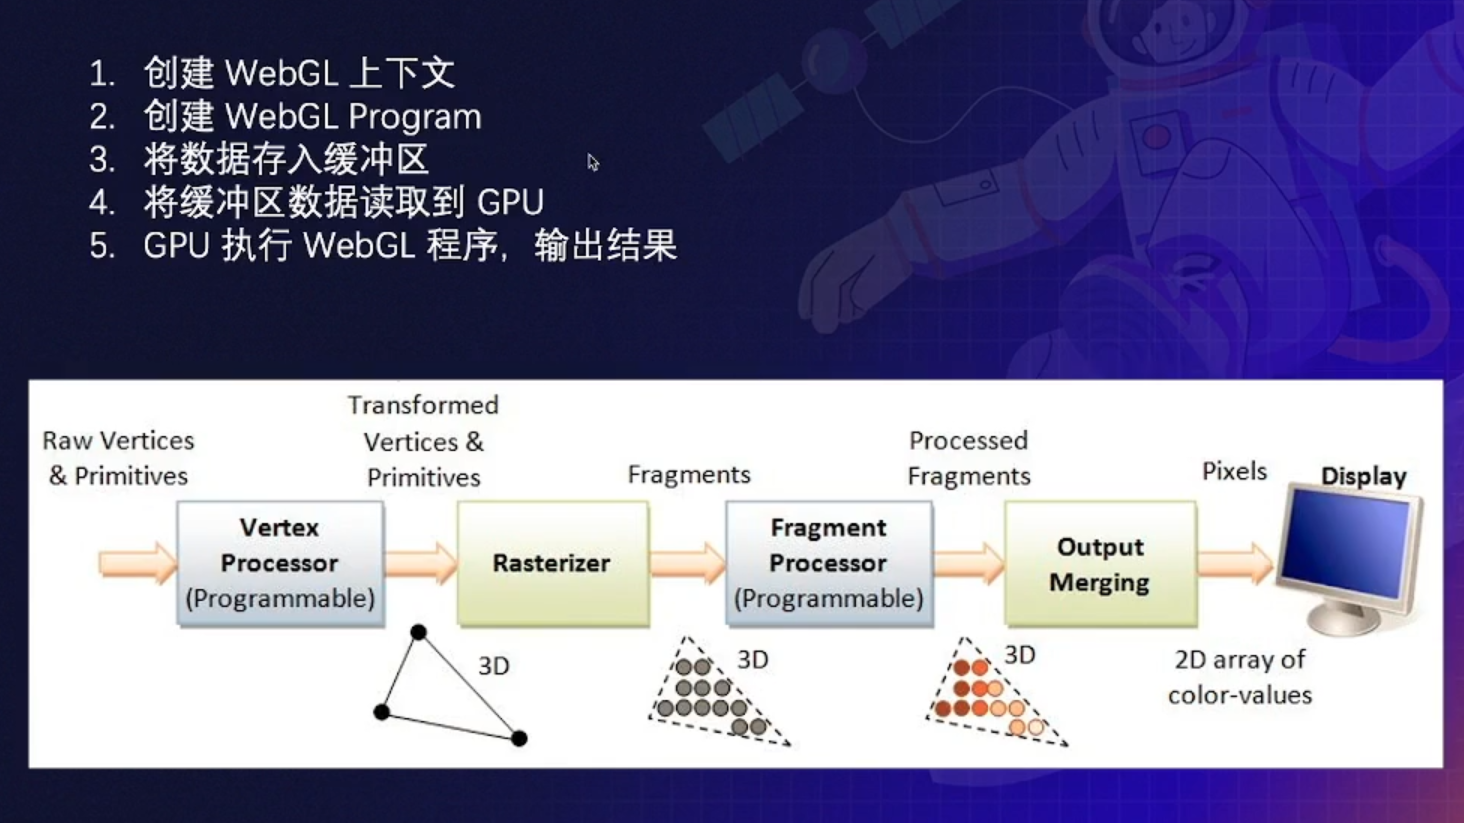 1. 创建 WebGL 上下文
2. 创建 WebGL Program
3. 将数据存入缓冲区
4. 将缓冲区数据读取到 GPU
5. GPU 执行 WebGL 程序，输出结果
Raw Vertices
& Primitives
Transformed
Vertices &
Primitives
Fragments
Processed
Fragments
Pixels
Display
Vertex
Processor
(Programmable)
Rasterizer
Fragment
Processor
(Programmable)
Output
Merging
3D
3D
3D
2D array of
color-values